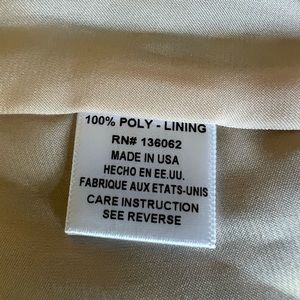 100% POLY - LINING
RN# 136062
MADE IN USA
HECHO EN EE.UU.
FABRIQUE AUX ETATS-UNIS
CARE INSTRUCTION
SEE REVERSE